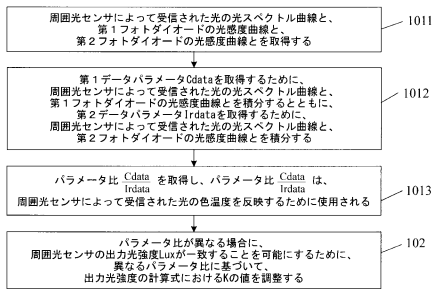 周囲光センサによって受信された光の光スペクトル曲線と、
第１フォトダイオードの光感度曲線と、
第２フォトダイオードの光感度曲線とを取得する
1011
第１データパラメータCdataを取得するために、
周囲光センサによって受信された光の光スペクトル曲線と、
第１フォトダイオードの光感度曲線とを積分するとともに、
第２データパラメータIrdataを取得するために、
周囲光センサによって受信された光の光スペクトル曲線と、
第２フォトダイオードの光感度曲線とを積分する
1012
パラメータ比 Cdata/Irdata を取得し、パラメータ比 Cdata/Irdata は、
周囲光センサによって受信された光の色温度を反映するために使用される
1013
パラメータ比が異なる場合に、
周囲光センサの出力光強度Luxが一致することを可能にするために、
異なるパラメータ比に基づいて、
出力光強度の計算式におけるKの値を調整する
102